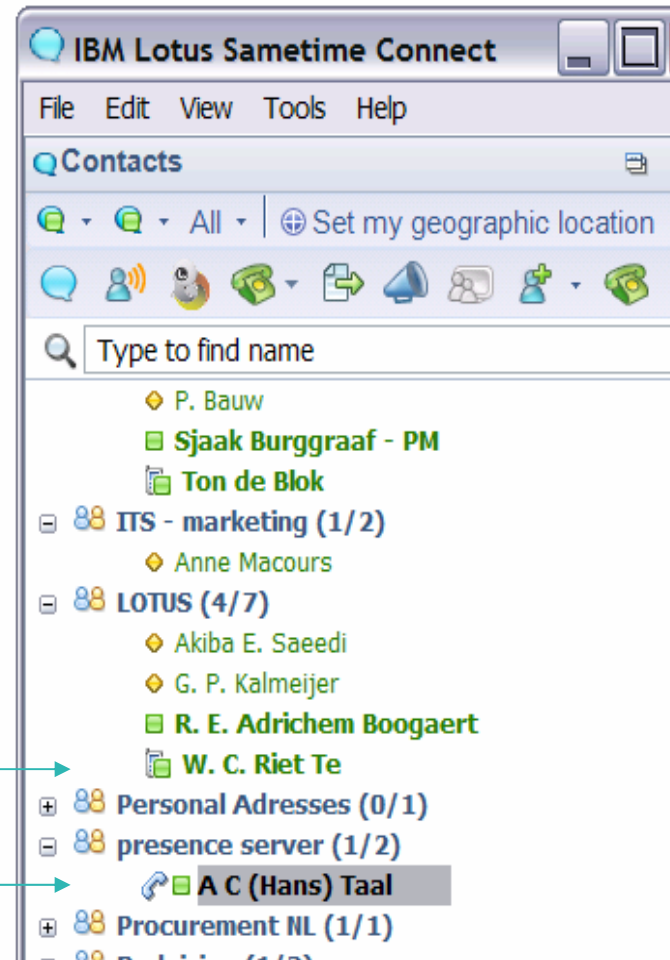 IBM Lotus Sametime Connect
File Edit View Tools Help
Contacts
All Set my geographic location
Type to find name
P. Bauw
Sjaak Burggraaf - PM
Ton de Blok
ITS - marketing (1/2)
Anne Macours
LOTUS (4/7)
Akiba E. Saeedi
G. P. Kalmeijer
R. E. Adrichem Boogaert
W. C. Riet Te
Personal Adresses (0/1)
presence server (1/2)
A C (Hans) Taal
Procurement NL (1/1)